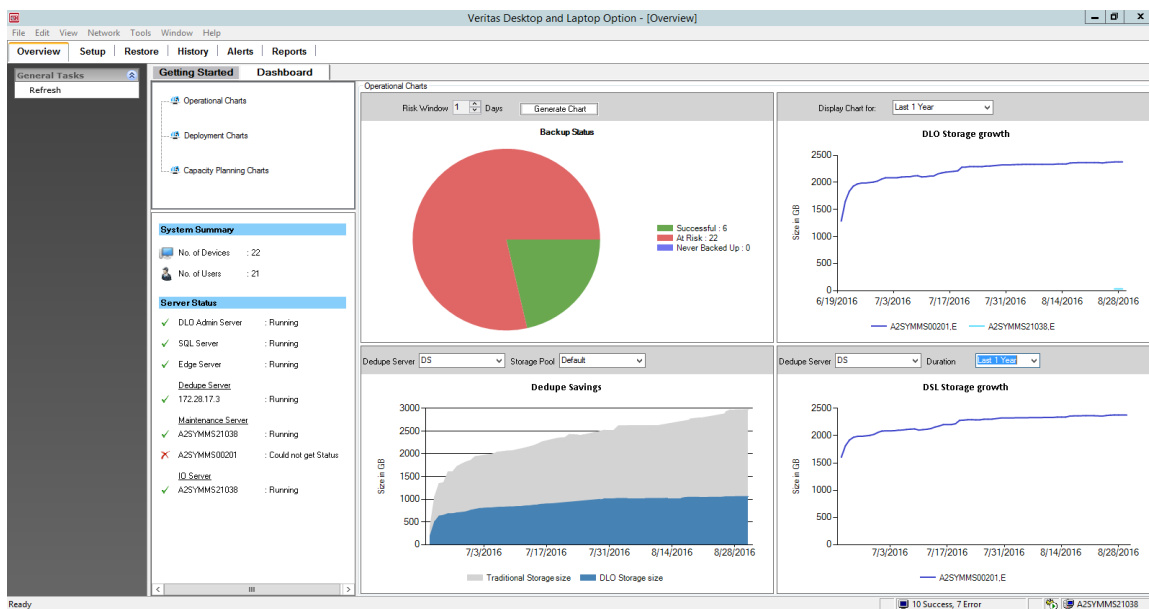 Veritas Desktop and Laptop Option - [Overview]
File Edit View Network Tools Window Help
Overview Setup Restore History Alerts Reports
General Tasks
Refresh
Getting Started Dashboard
Operational Charts
Deployment Charts
Capacity Planning Charts
System Summary
No. of Devices : 22
No. of Users : 21
Server Status
DLO Admin Server : Running
SQL Server : Running
Edge Server : Running
Dedupe Server
172.28.17.3 : Running
Maintenance Server
A2SYMMS21038 : Running
A2SYMMS00201 : Could not get Status
IO Server
A2SYMMS21038 : Running
Operational Charts
Risk Window 1 Days Generate Chart
Backup Status
Successful : 6
At Risk : 22
Never Backed Up : 0
Display Chart for: Last 1 Year
DLO Storage growth
Size in GB
2500
2000
1500
1000
500
0
6/19/2016 7/3/2016 7/17/2016 7/31/2016 8/14/2016 8/28/2016
A2SYMMS00201,E A2SYMMS21038,E
Dedupe Server DS Storage Pool Default
Dedupe Savings
Size in GB
3000
2500
2000
1500
1000
500
0
7/3/2016 7/17/2016 7/31/2016 8/14/2016 8/28/2016
Traditional Storage size DLO Storage size
Dedupe Server DS Duration Last 1 Year
DSL Storage growth
Size in GB
2500
2000
1500
1000
500
0
7/3/2016 7/17/2016 7/31/2016 8/14/2016 8/28/2016
A2SYMMS00201,E
Ready 10 Success, 7 Error A2SYMMS21038